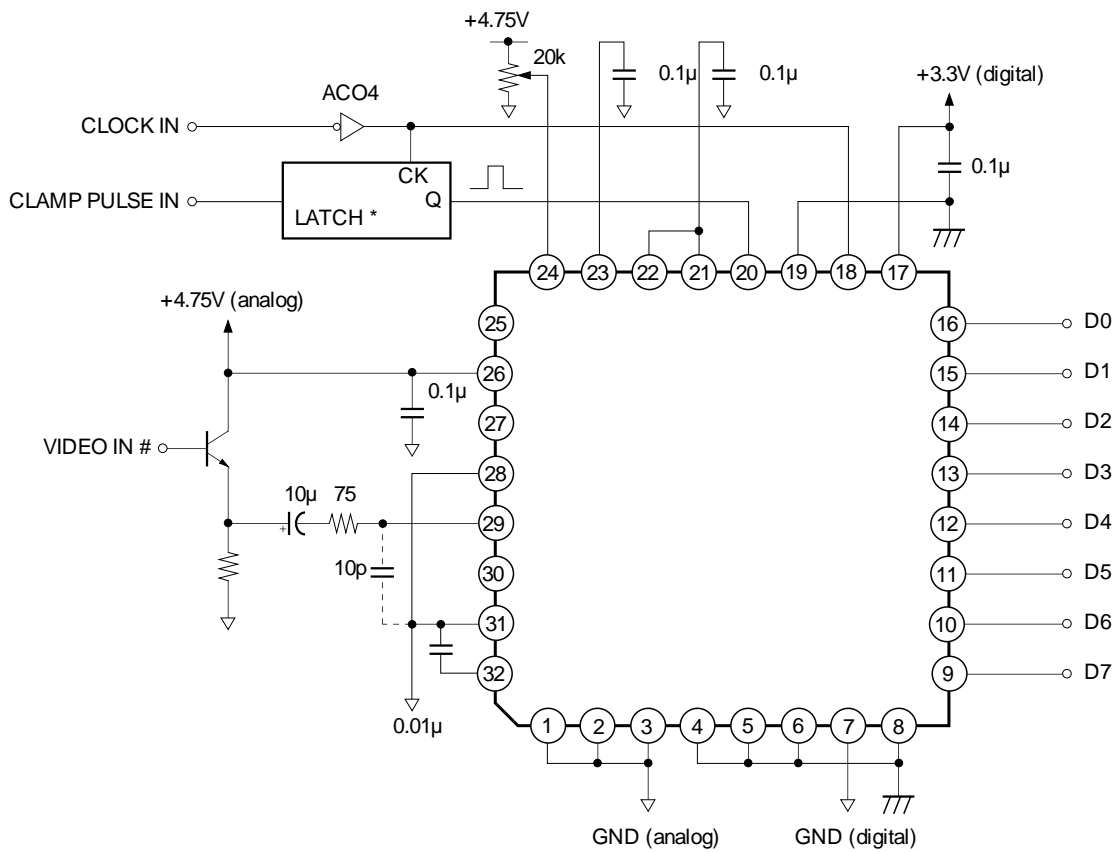 +4.75V
20k
0.1µ
0.1µ
+3.3V (digital)
ACO4
CLOCK IN
0.1µ
CK
CLAMP PULSE IN
Q
LATCH *
24 23 22 21 20 19 18 17
+4.75V (analog)
25
16 D0
26
15 D1
0.1µ
27
14 D2
VIDEO IN #
28
13 D3
10µ 75
29
12 D4
10p
30
11 D5
31
10 D6
32
9 D7
0.01µ
1 2 3 4 5 6 7 8
GND (analog) GND (digital)